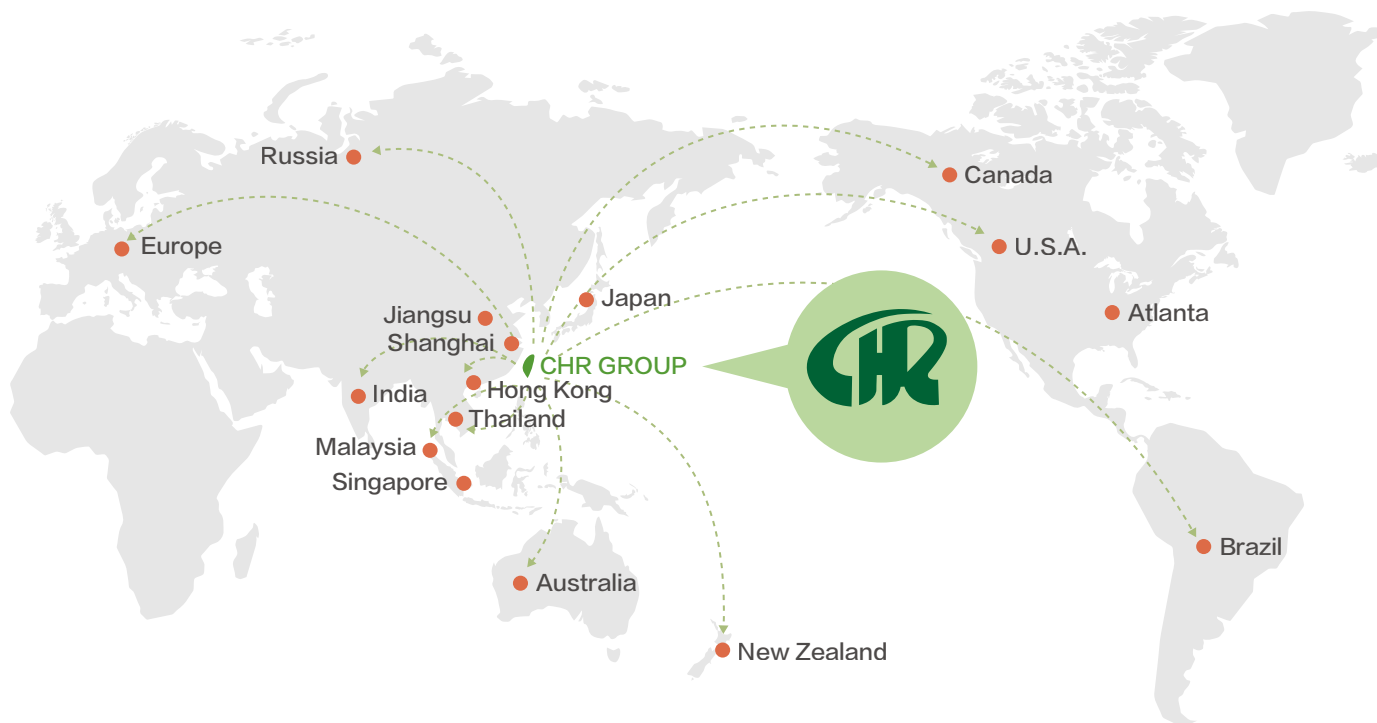 Russia
Canada
Europe
U.S.A.
Japan
Jiangsu
Atlanta
Shanghai
CHR GROUP
CHR
India
Hong Kong
Thailand
Malaysia
Singapore
Brazil
Australia
New Zealand